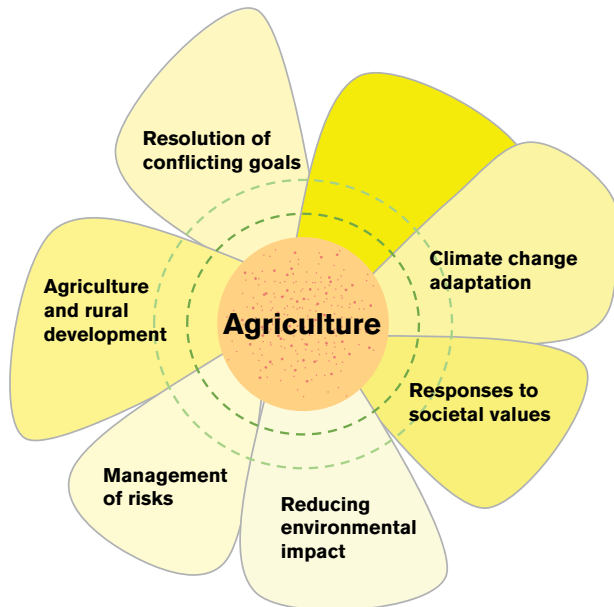 Resolution of
conflicting goals
Climate change
adaptation
Agriculture
and rural
development
Agriculture
Responses to
societal values
Management
of risks
Reducing
environmental
impact